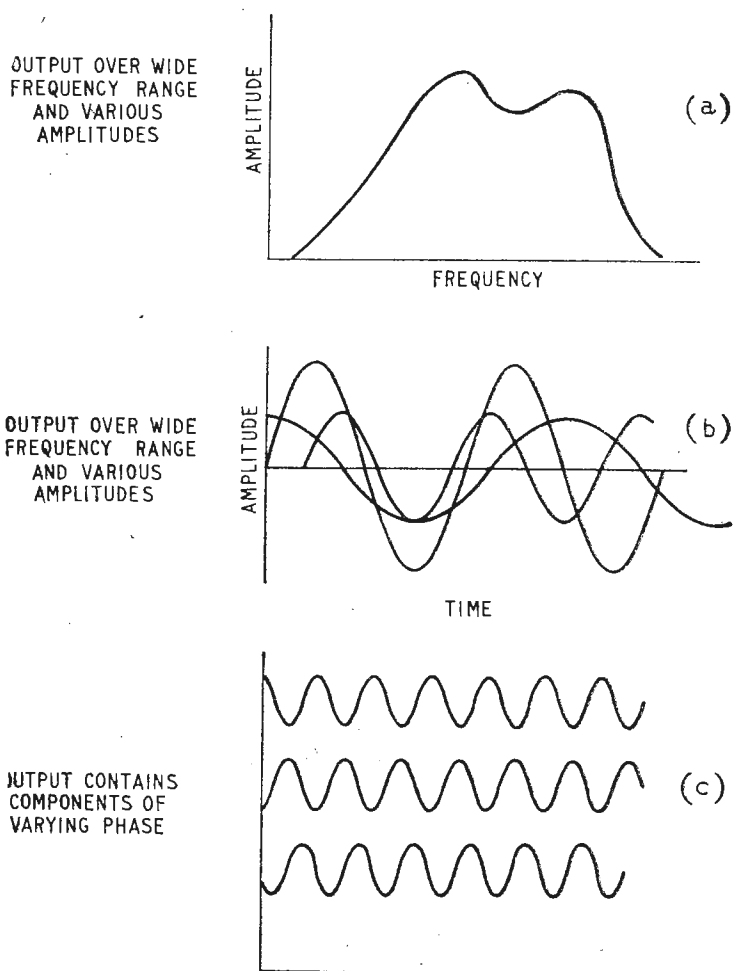 OUTPUT OVER WIDE
FREQUENCY RANGE
AND VARIOUS
AMPLITUDES
AMPLITUDE
(a)
FREQUENCY
OUTPUT OVER WIDE
FREQUENCY RANGE
AND VARIOUS
AMPLITUDES
AMPLITUDE
(b)
TIME
OUTPUT CONTAINS
COMPONENTS OF
VARYING PHASE
(c)